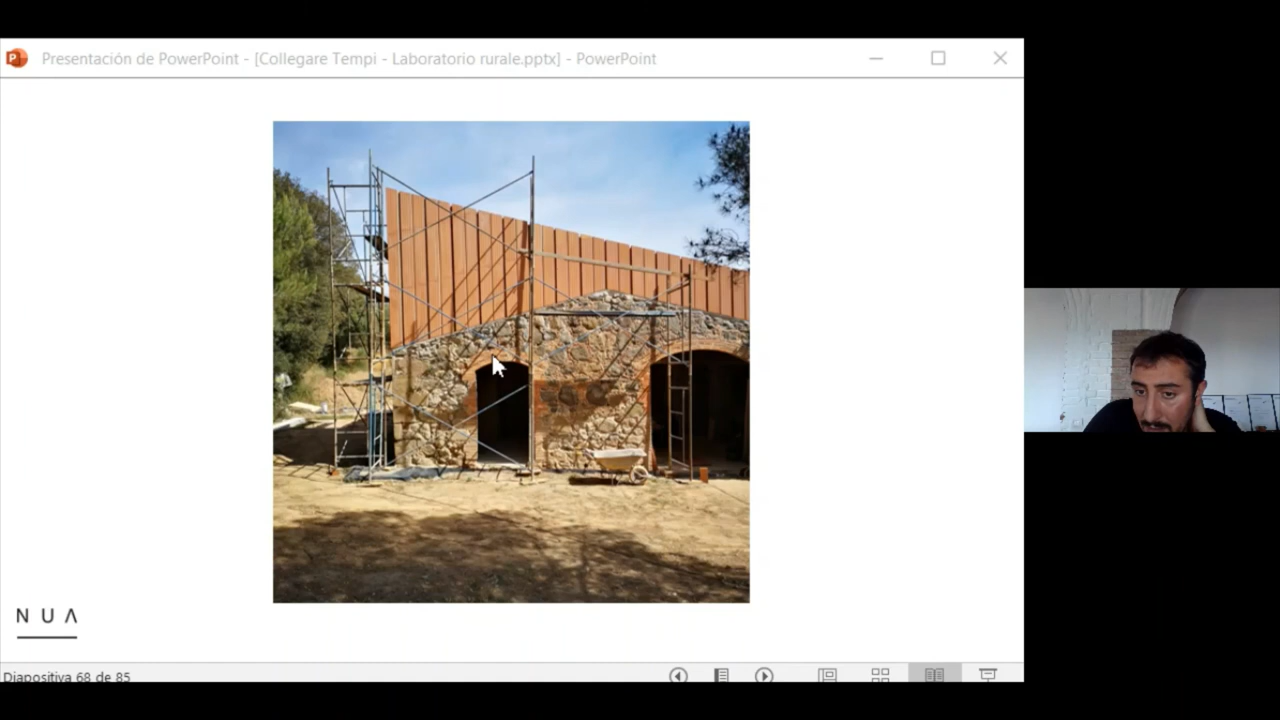 Presentación de PowerPoint - [Collegare Tempi - Laboratorio rurale.pptx] - PowerPoint
N U Λ
Diapositiva 68 de 85